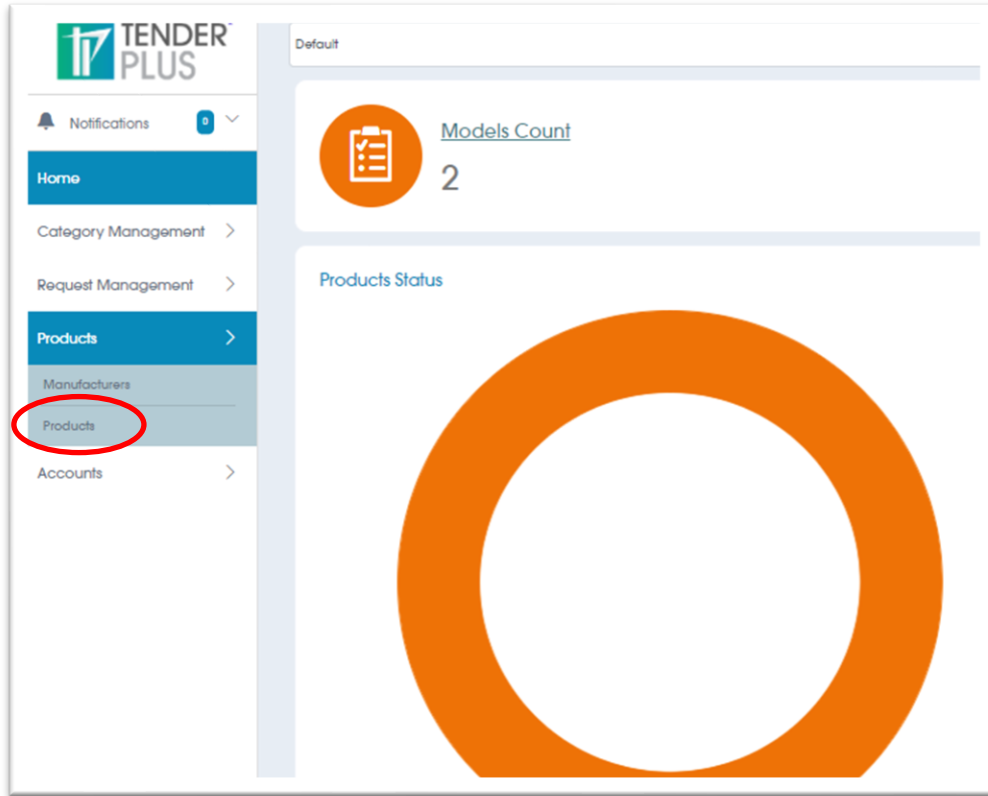 TENDER
PLUS
Notifications 0
Home
Category Management
Request Management
Products
Manufacturers
Products
Accounts
Default
Models Count
2
Products Status